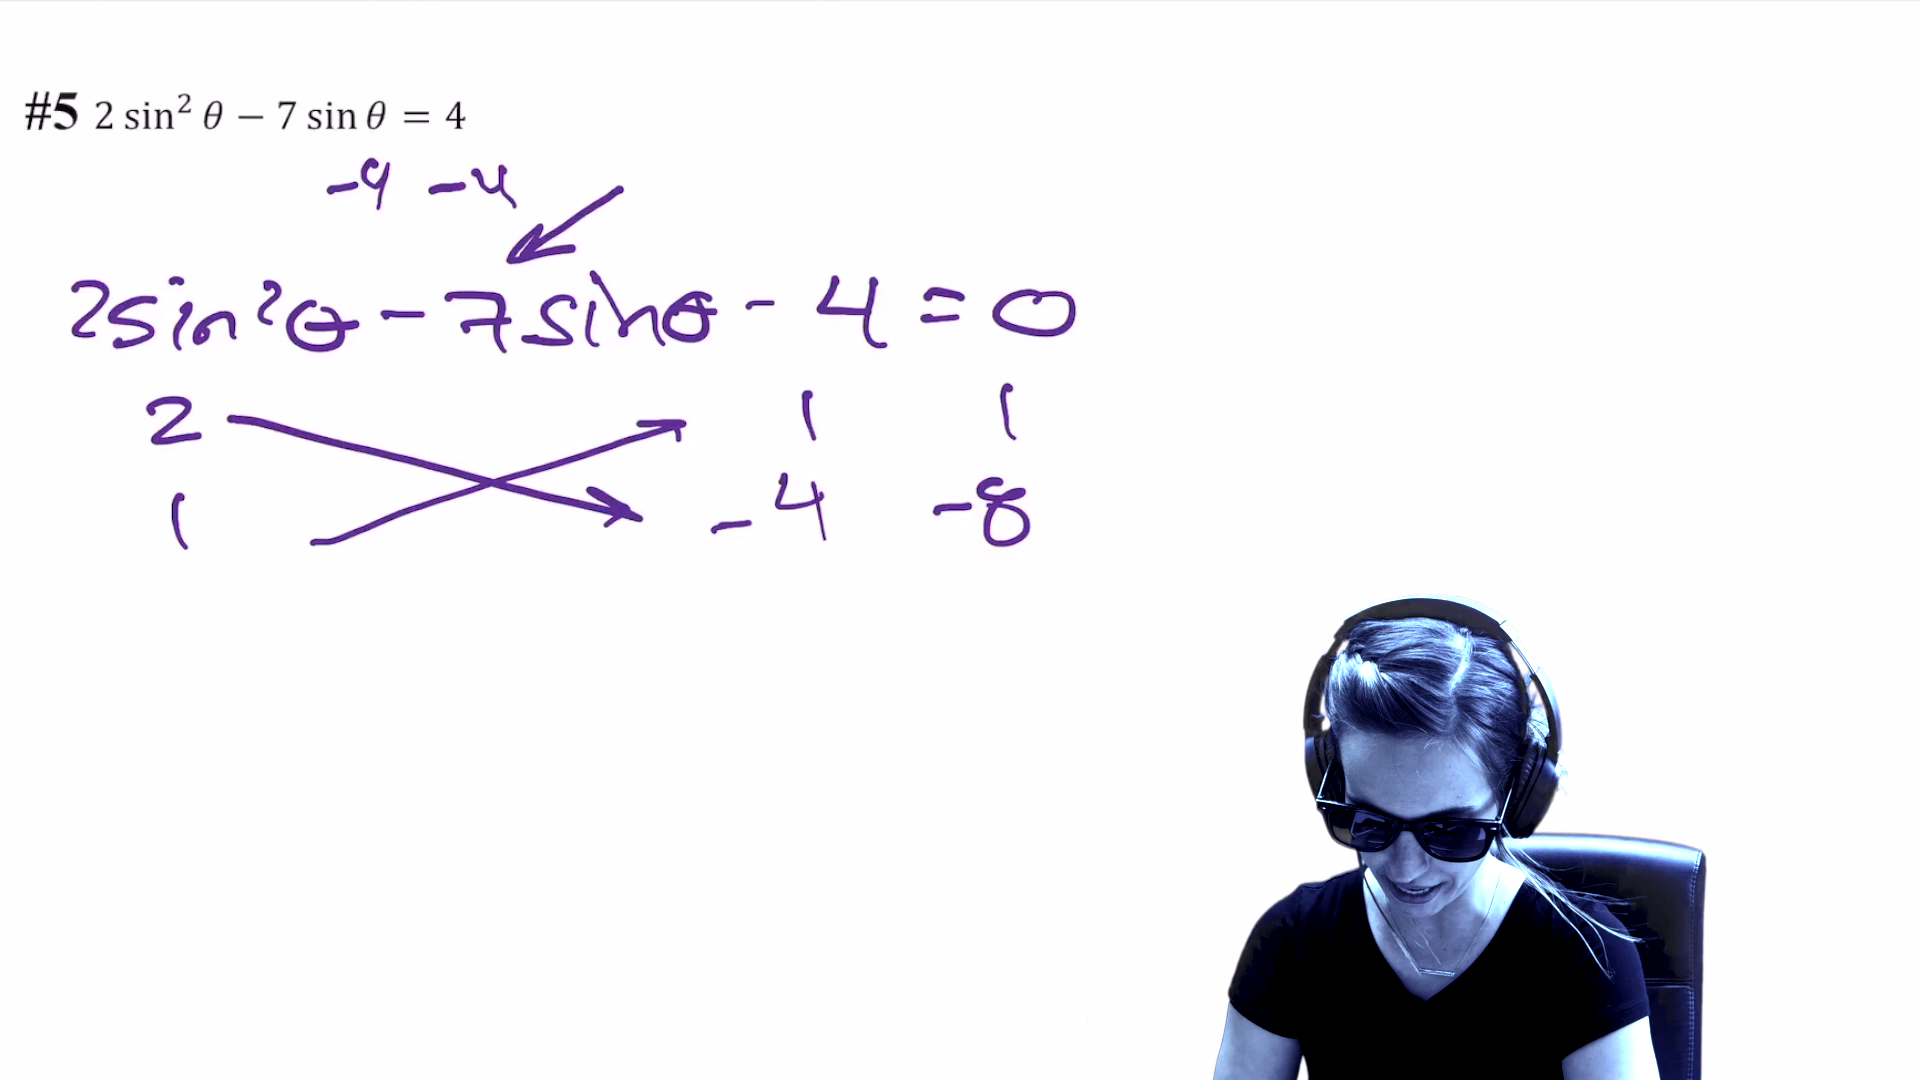 #5 2 sin² θ − 7 sin θ = 4
-4 -4
2sin²θ - 7sinθ - 4 = 0
2 1 1
1 -4 -8